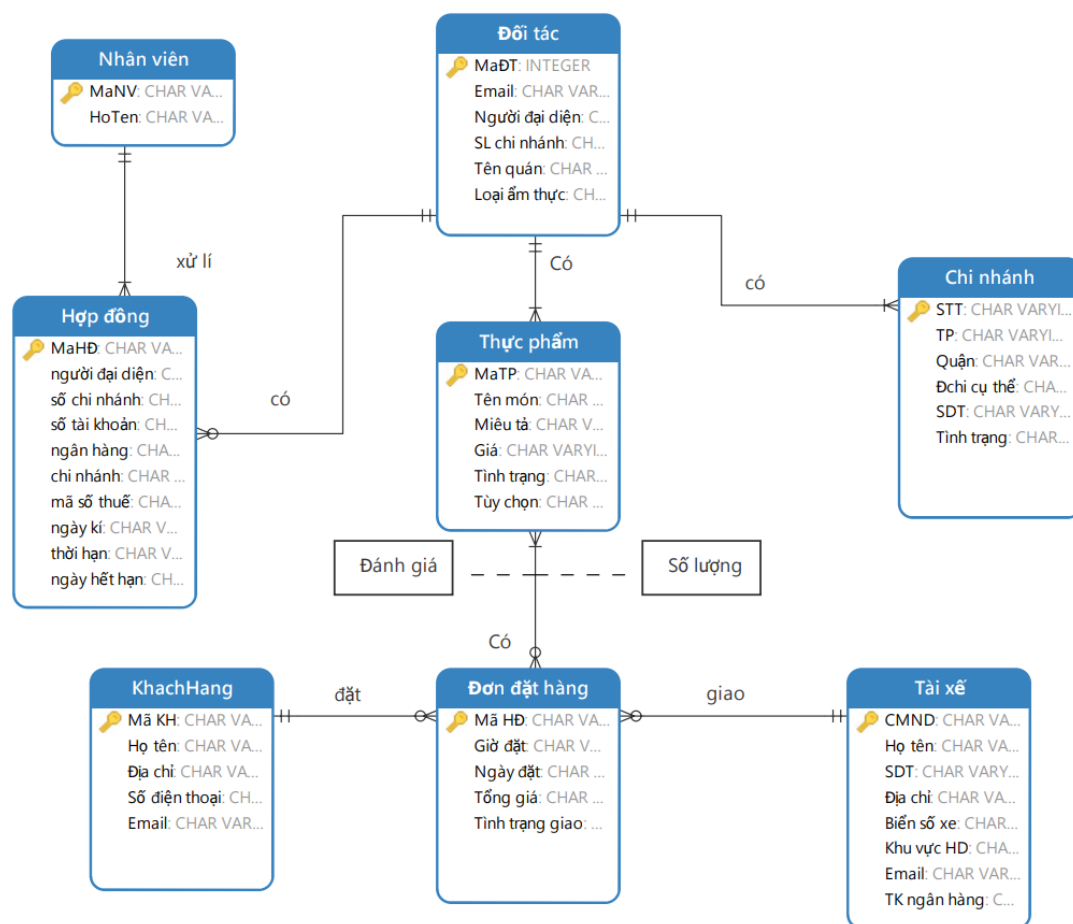 Nhân viên
MaNV: CHAR VA...
HoTen: CHAR VA...
Đối tác
MaĐT: INTEGER
Email: CHAR VAR...
Người đại diện: C...
SL chi nhánh: CH...
Tên quán: CHAR ...
Loại ẩm thực: CH...
xử lí
Có
có
Chi nhánh
STT: CHAR VARYI...
TP: CHAR VARYI...
Quận: CHAR VAR...
Đchi cụ thể: CHA...
SDT: CHAR VARY...
Tình trạng: CHAR...
Hợp đồng
MaHĐ: CHAR VA...
người đại diện: C...
số chi nhánh: CH...
số tài khoản: CH...
ngân hàng: CHA...
chi nhánh: CHAR ...
mã số thuế: CHA...
ngày kí: CHAR V...
thời hạn: CHAR V...
ngày hết hạn: CH...
có
Thực phẩm
MaTP: CHAR VA...
Tên món: CHAR ...
Miêu tả: CHAR V...
Giá: CHAR VARYI...
Tình trạng: CHAR...
Tùy chọn: CHAR ...
Đánh giá
Số lượng
Có
KhachHang
Mã KH: CHAR VA...
Họ tên: CHAR VA...
Địa chỉ: CHAR VA...
Số điện thoại: CH...
Email: CHAR VAR...
đặt
Đơn đặt hàng
Mã HĐ: CHAR VA...
Giờ đặt: CHAR V...
Ngày đặt: CHAR ...
Tổng giá: CHAR ...
Tình trạng giao: ...
giao
Tài xế
CMND: CHAR VA...
Họ tên: CHAR VA...
SDT: CHAR VARY...
Địa chỉ: CHAR VA...
Biển số xe: CHAR...
Khu vực HD: CHA...
Email: CHAR VAR...
TK ngân hàng: C...